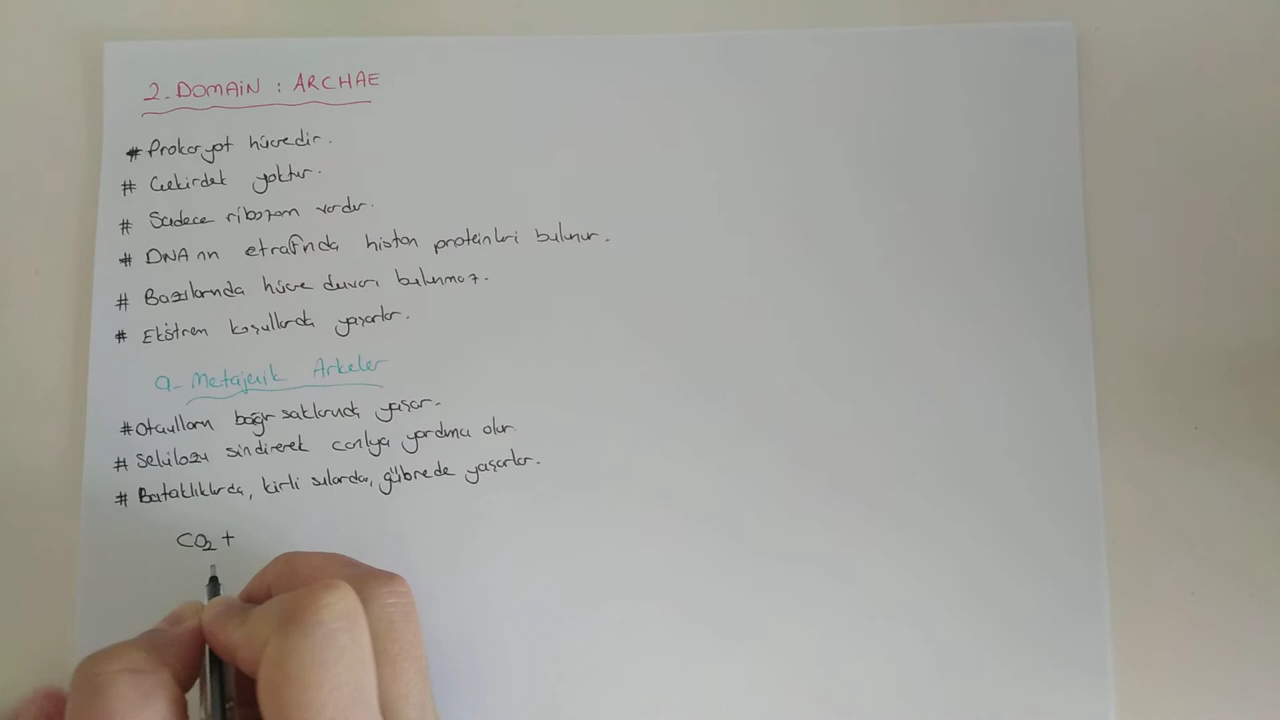 2. DOMAiN : ARCHAE
# Prokaryot hücredir.
# Çekirdek yoktur.
# Sadece ribozom vardır.
# DNA nın etrafında histon proteinleri bulunur.
# Bazılarında hücre duvarı bulunmaz.
# Ekstrem koşullarda yaşarlar.
a- Metajenik Arkeler
# Otçulların bağırsaklarında yaşar.
# Selülozu sindirerek canlıya yardımcı olur
# Bataklıklarda, kirli sularda, gübrede yaşarlar.
CO2 +